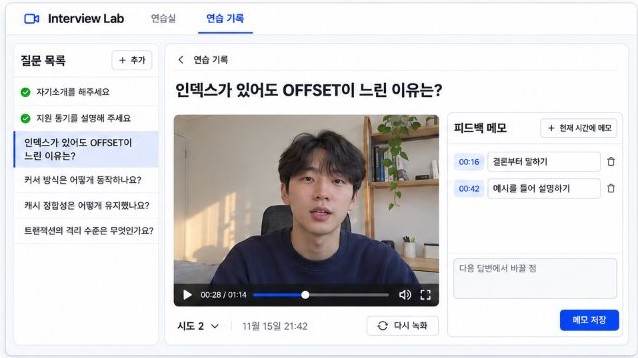 Interview Lab
연습실
연습 기록
질문 목록
+ 추가
자기소개를 해주세요
지원 동기를 설명해 주세요
인덱스가 있어도 OFFSET이
느린 이유는?
커서 방식은 어떻게 동작하나요?
캐시 정합성은 어떻게 유지했나요?
트랜잭션의 격리 수준은 무엇인가요?
< 연습 기록
인덱스가 있어도 OFFSET이 느린 이유는?
00:28 / 01:14
시도 2
11월 15일 21:42
다시 녹화
피드백 메모
+ 현재 시간에 메모
00:16 결론부터 말하기
00:42 예시를 들어 설명하기
다음 답변에서 바꿀 점
메모 저장